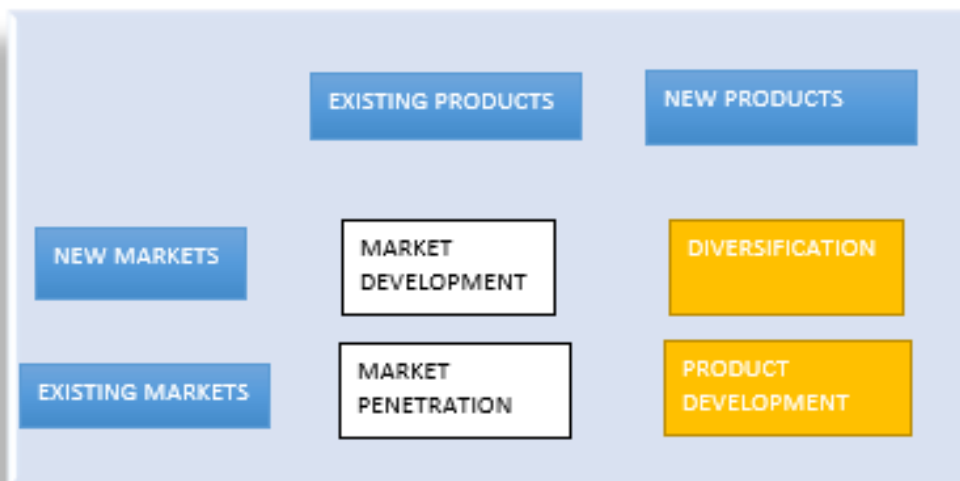 EXISTING PRODUCTS
NEW PRODUCTS
NEW MARKETS
MARKET
DEVELOPMENT
DIVERSIFICATION
EXISTING MARKETS
MARKET
PENETRATION
PRODUCT
DEVELOPMENT